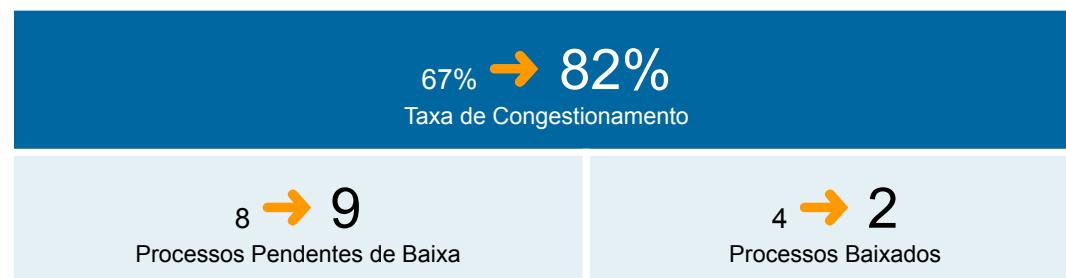 67% → 82%
Taxa de Congestionamento
8 → 9
Processos Pendentes de Baixa
4 → 2
Processos Baixados